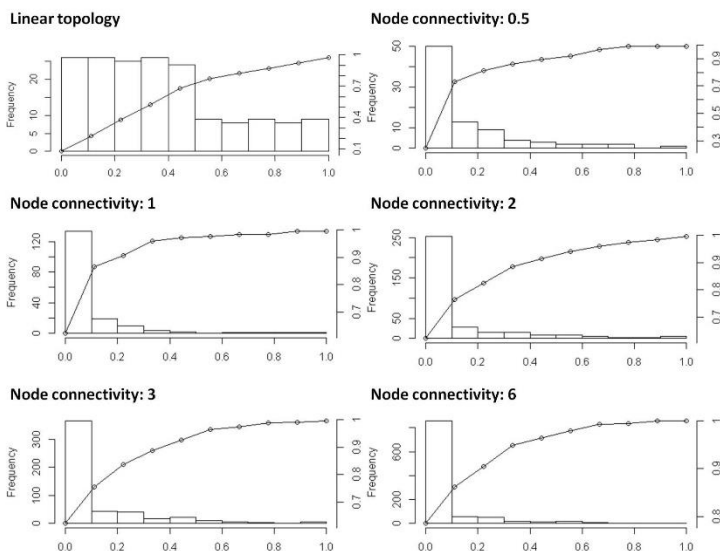 Linear topology
Node connectivity: 0.5
Frequency
0 5 10 20
0.0 0.2 0.4 0.6 0.8 1.0
0.1 0.4 0.7 0.9 1
Frequency
0 10 30 50
0.0 0.2 0.4 0.6 0.8 1.0
0.3 0.5 0.7 0.9
Node connectivity: 1
Node connectivity: 2
Frequency
0 40 80 120
0.0 0.2 0.4 0.6 0.8 1.0
0.7 0.8 0.9 1
Frequency
0 50 150 250
0.0 0.2 0.4 0.6 0.8 1.0
0.7 0.8 0.9 1
Node connectivity: 3
Node connectivity: 6
Frequency
0 100 200 300
0.0 0.2 0.4 0.6 0.8 1.0
0.7 0.8 0.9 1
Frequency
0 200 600
0.0 0.2 0.4 0.6 0.8 1.0
0.8 0.9 1